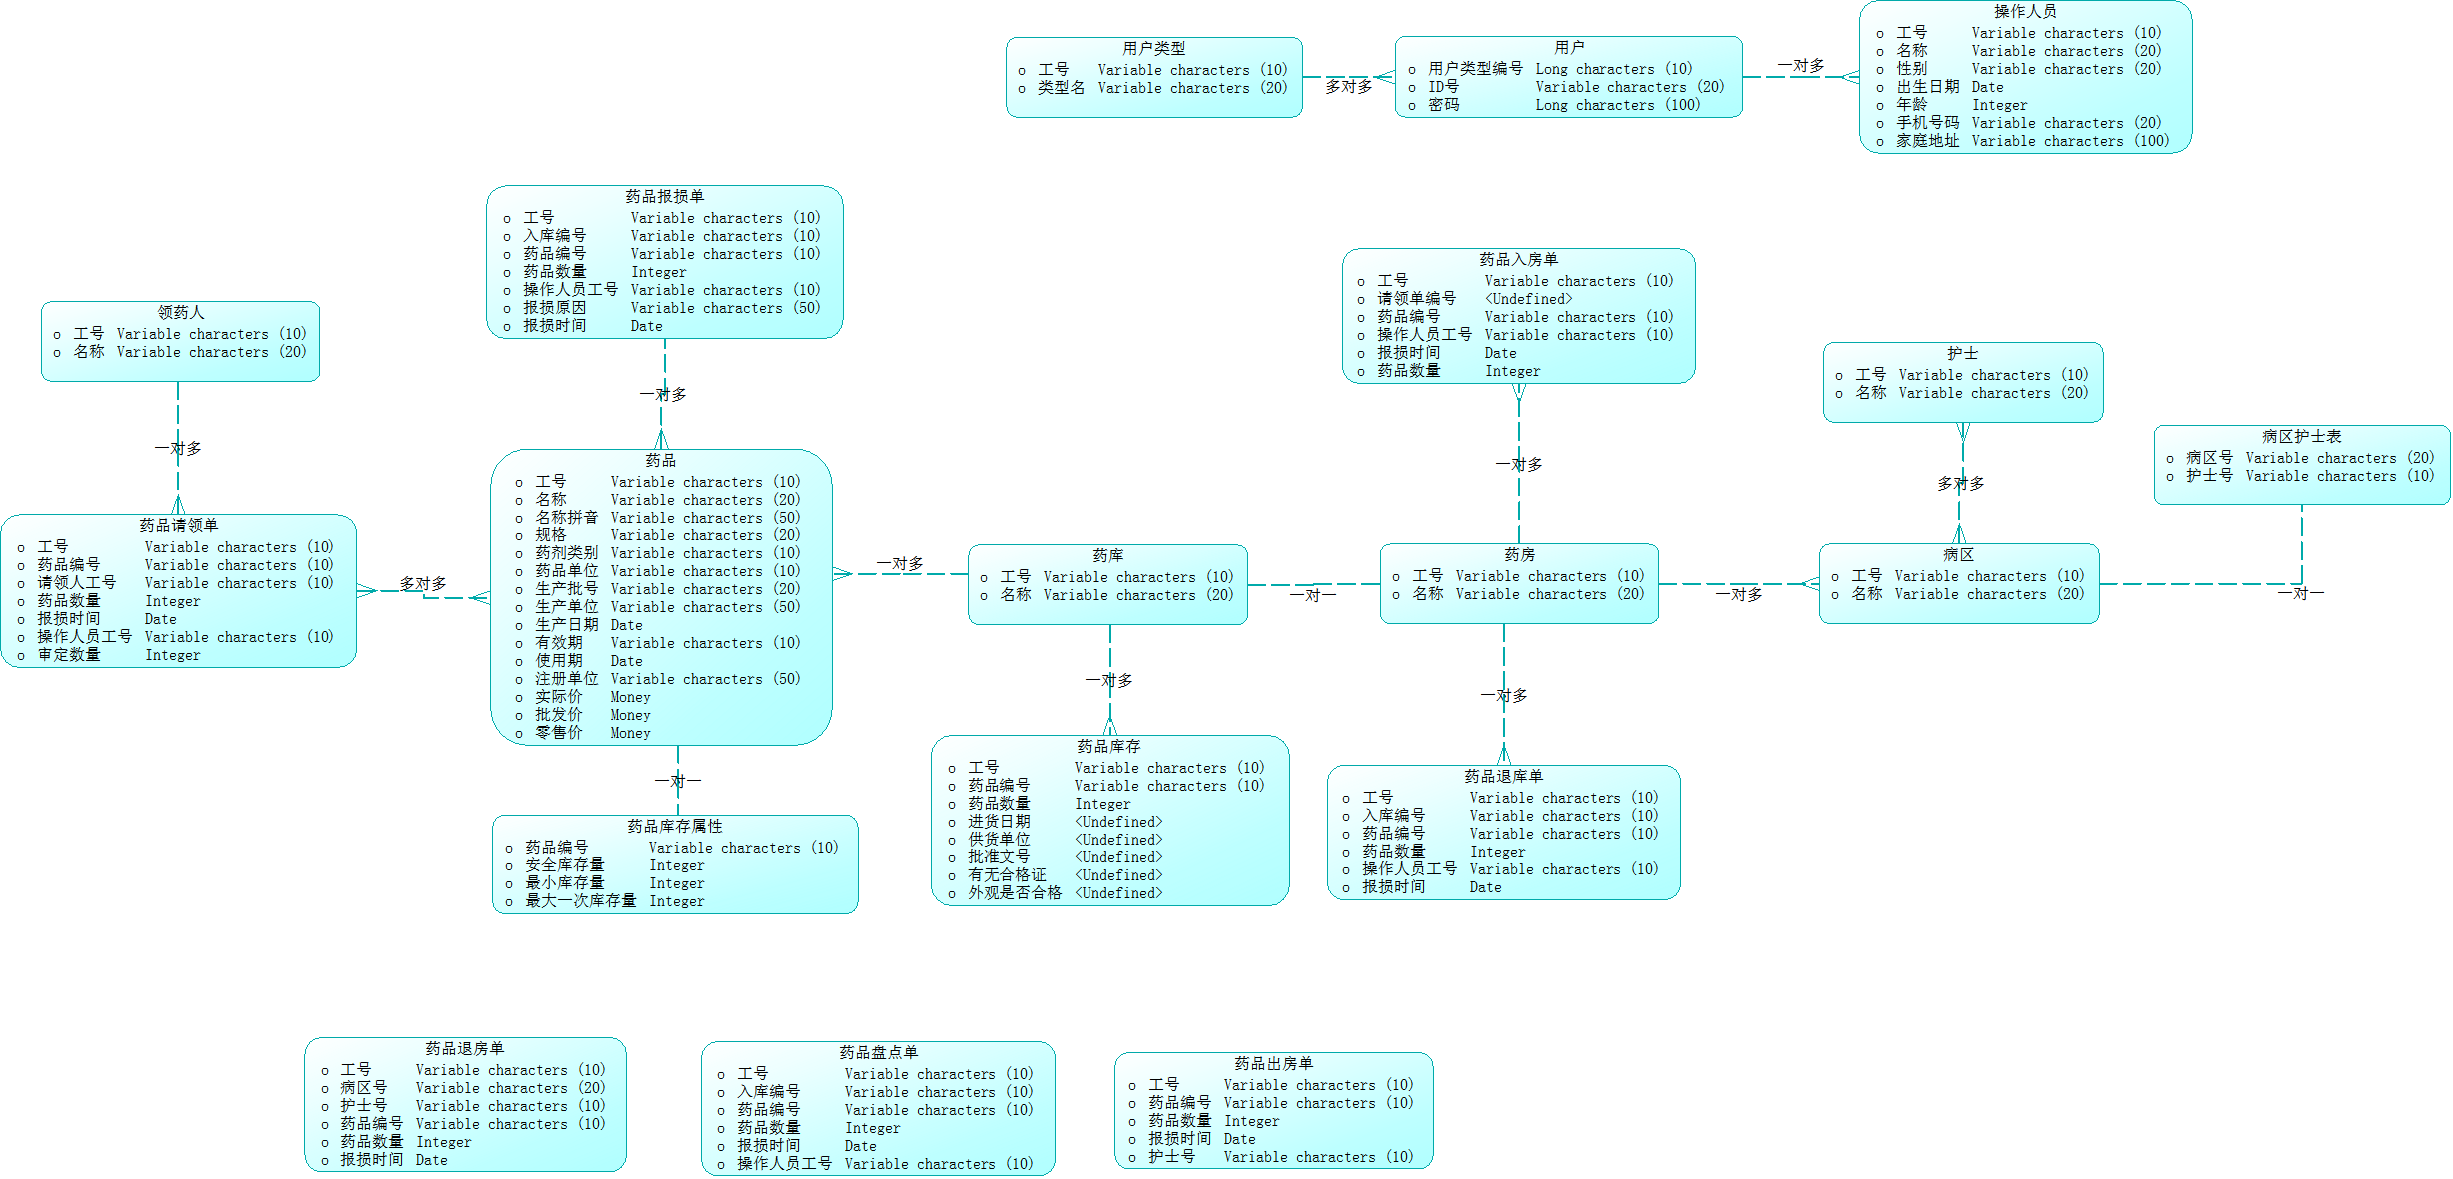 操作人员
工号 Variable characters (10)
名称 Variable characters (20)
性别 Variable characters (20)
出生日期 Date
年龄 Integer
手机号码 Variable characters (20)
家庭地址 Variable characters (100)
用户类型
工号 Variable characters (10)
类型名 Variable characters (20)
多对多
用户
用户类型编号 Long characters (10)
ID号 Variable characters (20)
密码 Long characters (100)
一对多
药品报损单
工号 Variable characters (10)
入库编号 Variable characters (10)
药品编号 Variable characters (10)
药品数量 Integer
操作人员工号 Variable characters (10)
报损原因 Variable characters (50)
报损时间 Date
一对多
药品入房单
工号 Variable characters (10)
请领单编号 <Undefined>
药品编号 Variable characters (10)
操作人员工号 Variable characters (10)
报损时间 Date
药品数量 Integer
一对多
领药人
工号 Variable characters (10)
名称 Variable characters (20)
一对多
护士
工号 Variable characters (10)
名称 Variable characters (20)
多对多
病区护士表
病区号 Variable characters (20)
护士号 Variable characters (10)
一对一
药品请领单
工号 Variable characters (10)
药品编号 Variable characters (10)
请领人工号 Variable characters (10)
药品数量 Integer
报损时间 Date
操作人员工号 Variable characters (10)
审定数量 Integer
多对多
药品
工号 Variable characters (10)
名称 Variable characters (20)
名称拼音 Variable characters (50)
规格 Variable characters (20)
药剂类别 Variable characters (10)
药品单位 Variable characters (10)
生产批号 Variable characters (20)
生产单位 Variable characters (50)
生产日期 Date
有效期 Variable characters (10)
使用期 Date
注册单位 Variable characters (50)
实际价 Money
批发价 Money
零售价 Money
一对多
药库
工号 Variable characters (10)
名称 Variable characters (20)
一对一
药房
工号 Variable characters (10)
名称 Variable characters (20)
一对多
病区
工号 Variable characters (10)
名称 Variable characters (20)
一对一
药品库存属性
药品编号 Variable characters (10)
安全库存量 Integer
最小库存量 Integer
最大一次库存量 Integer
一对多
药品库存
工号 Variable characters (10)
药品编号 Variable characters (10)
药品数量 Integer
进货日期 <Undefined>
供货单位 <Undefined>
批准文号 <Undefined>
有无合格证 <Undefined>
外观是否合格 <Undefined>
一对多
药品退库单
工号 Variable characters (10)
入库编号 Variable characters (10)
药品编号 Variable characters (10)
药品数量 Integer
操作人员工号 Variable characters (10)
报损时间 Date
药品退房单
工号 Variable characters (10)
病区号 Variable characters (20)
护士号 Variable characters (10)
药品编号 Variable characters (10)
药品数量 Integer
报损时间 Date
药品盘点单
工号 Variable characters (10)
入库编号 Variable characters (10)
药品编号 Variable characters (10)
药品数量 Integer
报损时间 Date
操作人员工号 Variable characters (10)
药品出房单
工号 Variable characters (10)
药品编号 Variable characters (10)
药品数量 Integer
报损时间 Date
护士号 Variable characters (10)